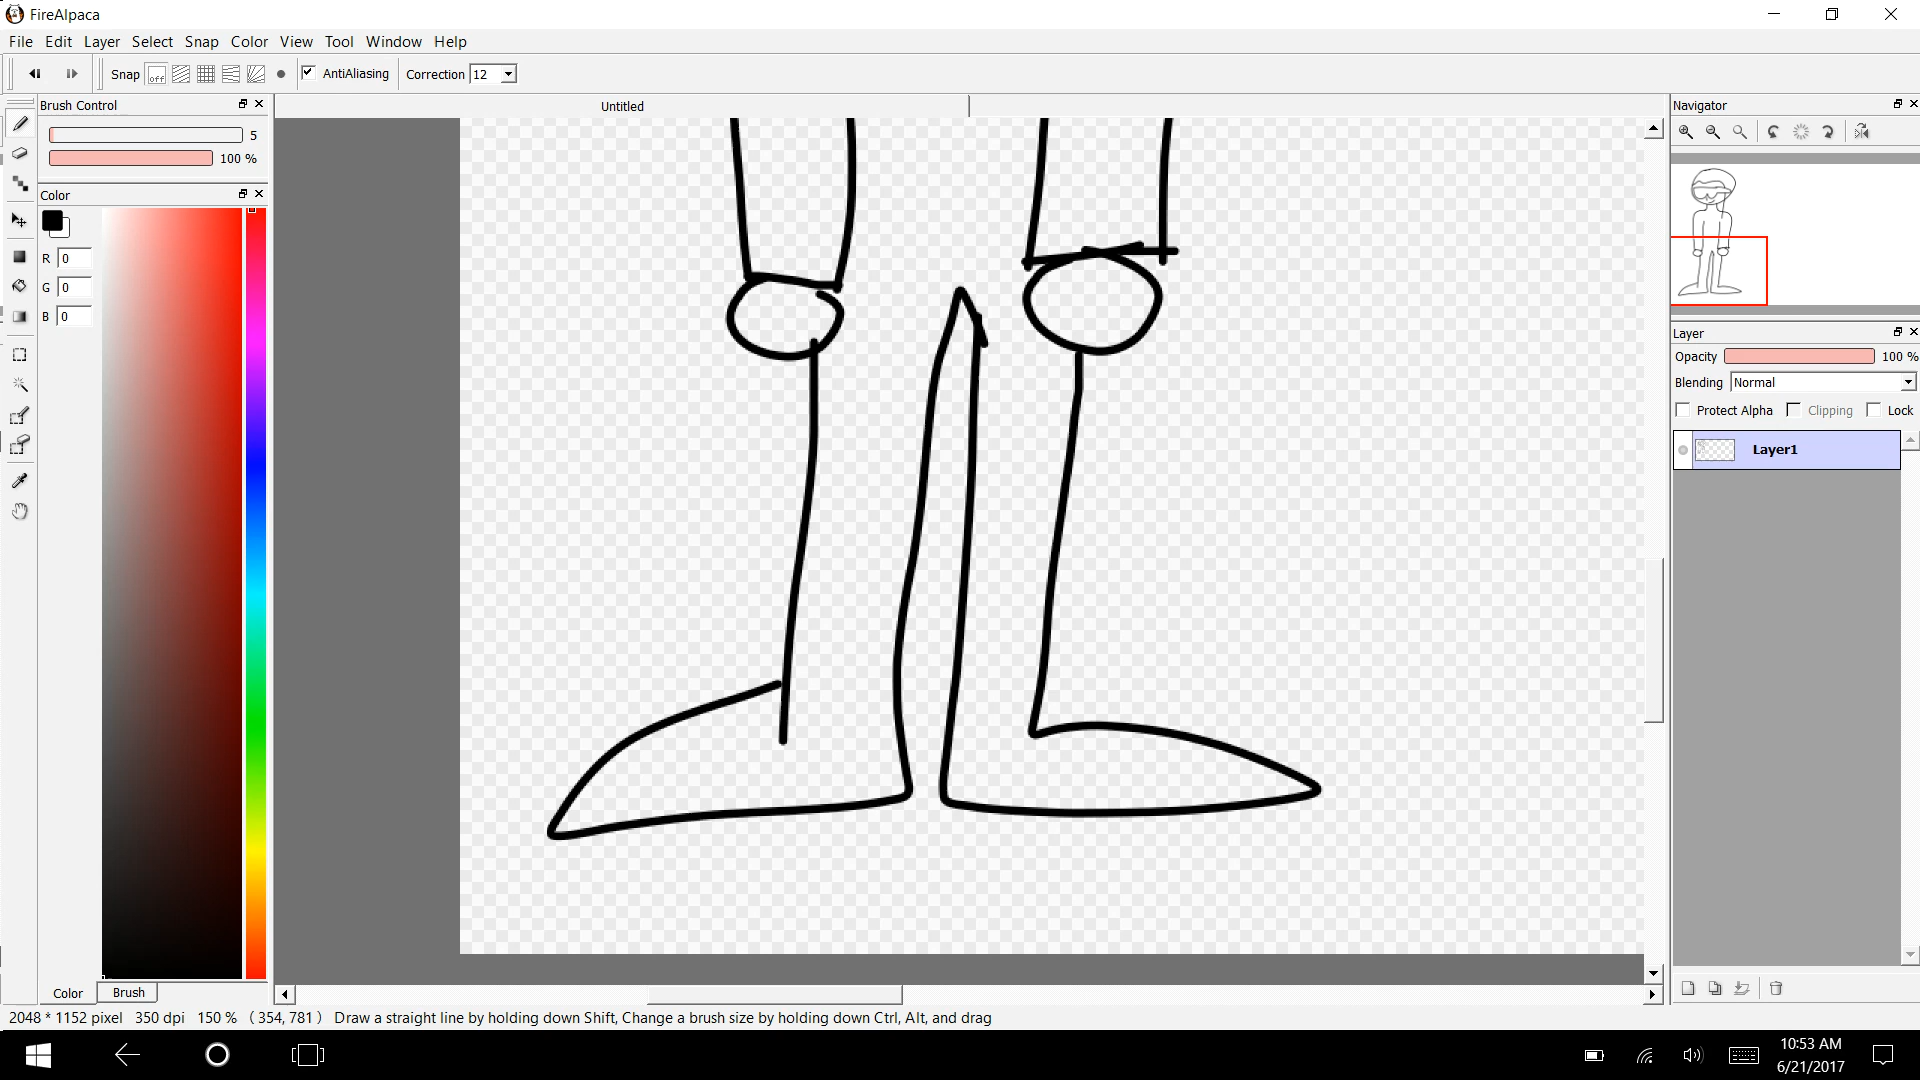 FireAlpaca
File Edit Layer Select Snap Color View Tool Window Help
Snap off AntiAliasing Correction 12
Brush Control
5
100 %
Color
R 0
G 0
B 0
Untitled
Navigator
Layer
Opacity 100 %
Blending Normal
Protect Alpha Clipping Lock
Layer1
Color Brush
2048 * 1152 pixel 350 dpi 150 % ( 354, 781 ) Draw a straight line by holding down Shift, Change a brush size by holding down Ctrl, Alt, and drag
10:53 AM
6/21/2017